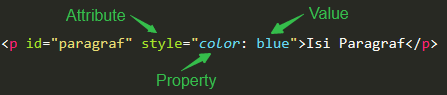 Attribute Value
<p id="paragraf" style="color: blue">Isi Paragraf</p>
Property